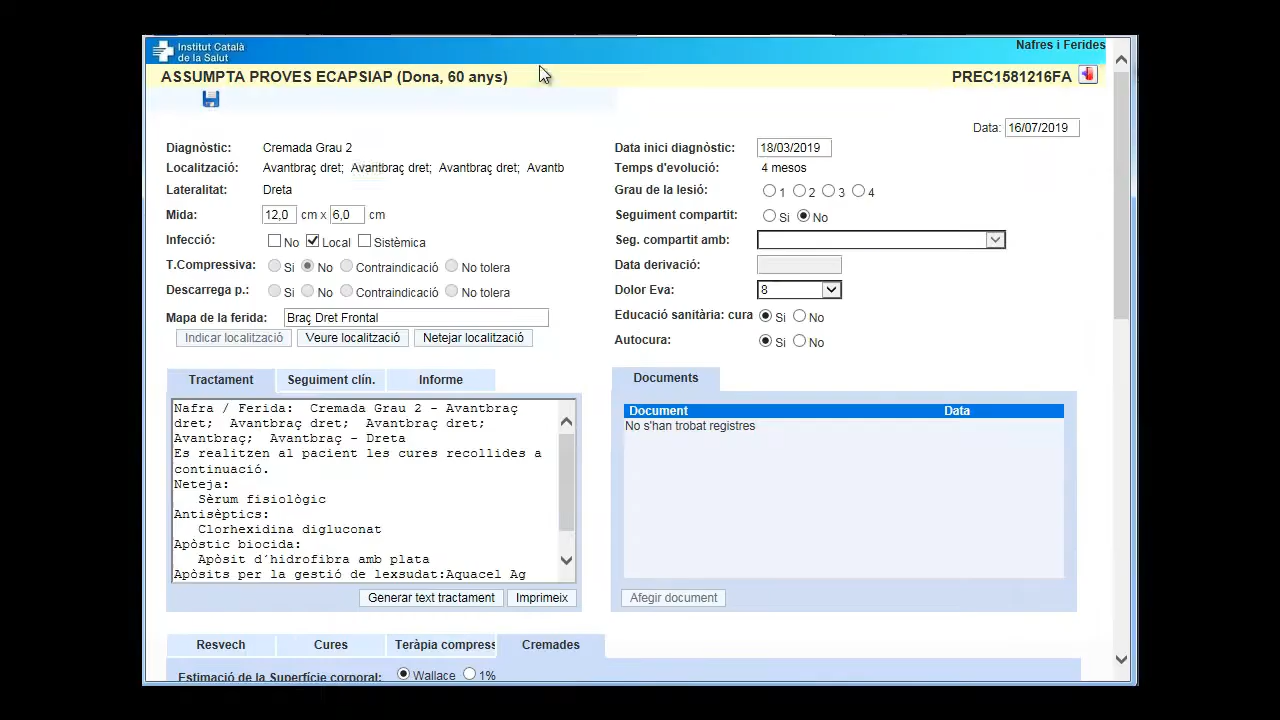 Institut Català
de la Salut
Nafres i Ferides
ASSUMPTA PROVES ECAPSIAP (Dona, 60 anys)
PREC1581216FA
Data: 16/07/2019
Diagnòstic: Cremada Grau 2
Data inici diagnòstic: 18/03/2019
Localització: Avantbraç dret; Avantbraç dret; Avantbraç dret; Avantb
Temps d'evolució: 4 mesos
Lateralitat: Dreta
Grau de la lesió: 1 2 3 4
Mida: 12,0 cm x 6,0 cm
Seguiment compartit: Si No
Infecció: No Local Sistèmica
Seg. compartit amb:
T.Compressiva: Si No Contraindicació No tolera
Data derivació:
Descarrega p.: Si No Contraindicació No tolera
Dolor Eva: 8
Mapa de la ferida: Braç Dret Frontal
Educació sanitària: cura Si No
Indicar localització Veure localització Netejar localització
Autocura: Si No
Tractament Seguiment clín. Informe
Nafra / Ferida: Cremada Grau 2 - Avantbraç
dret; Avantbraç dret; Avantbraç dret;
Avantbraç; Avantbraç - Dreta
Es realitzen al pacient les cures recollides a
continuació.
Neteja:
Sèrum fisiològic
Antisèptics:
Clorhexidina digluconat
Apòstic biocida:
Apòsit d´hidrofibra amb plata
Apòsits per la gestió de lexsudat:Aquacel Ag
Generar text tractament Imprimeix
Documents
Document Data
No s'han trobat registres
Afegir document
Resvech Cures Teràpia compress Cremades
Estimació de la Superfície corporal: Wallace 1%